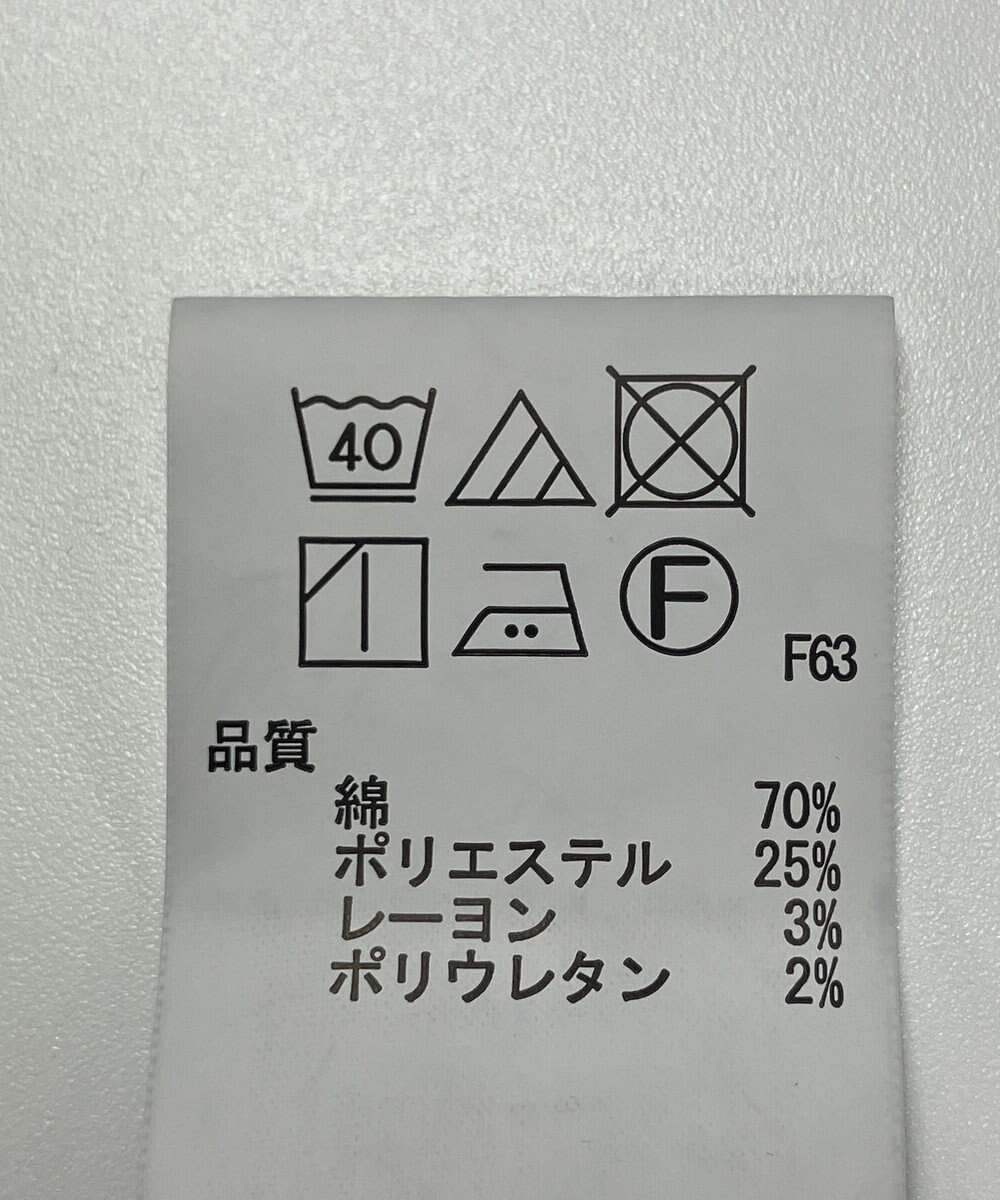 40
F
F63
品質
綿 70%
ポリエステル 25%
レーヨン 3%
ポリウレタン 2%